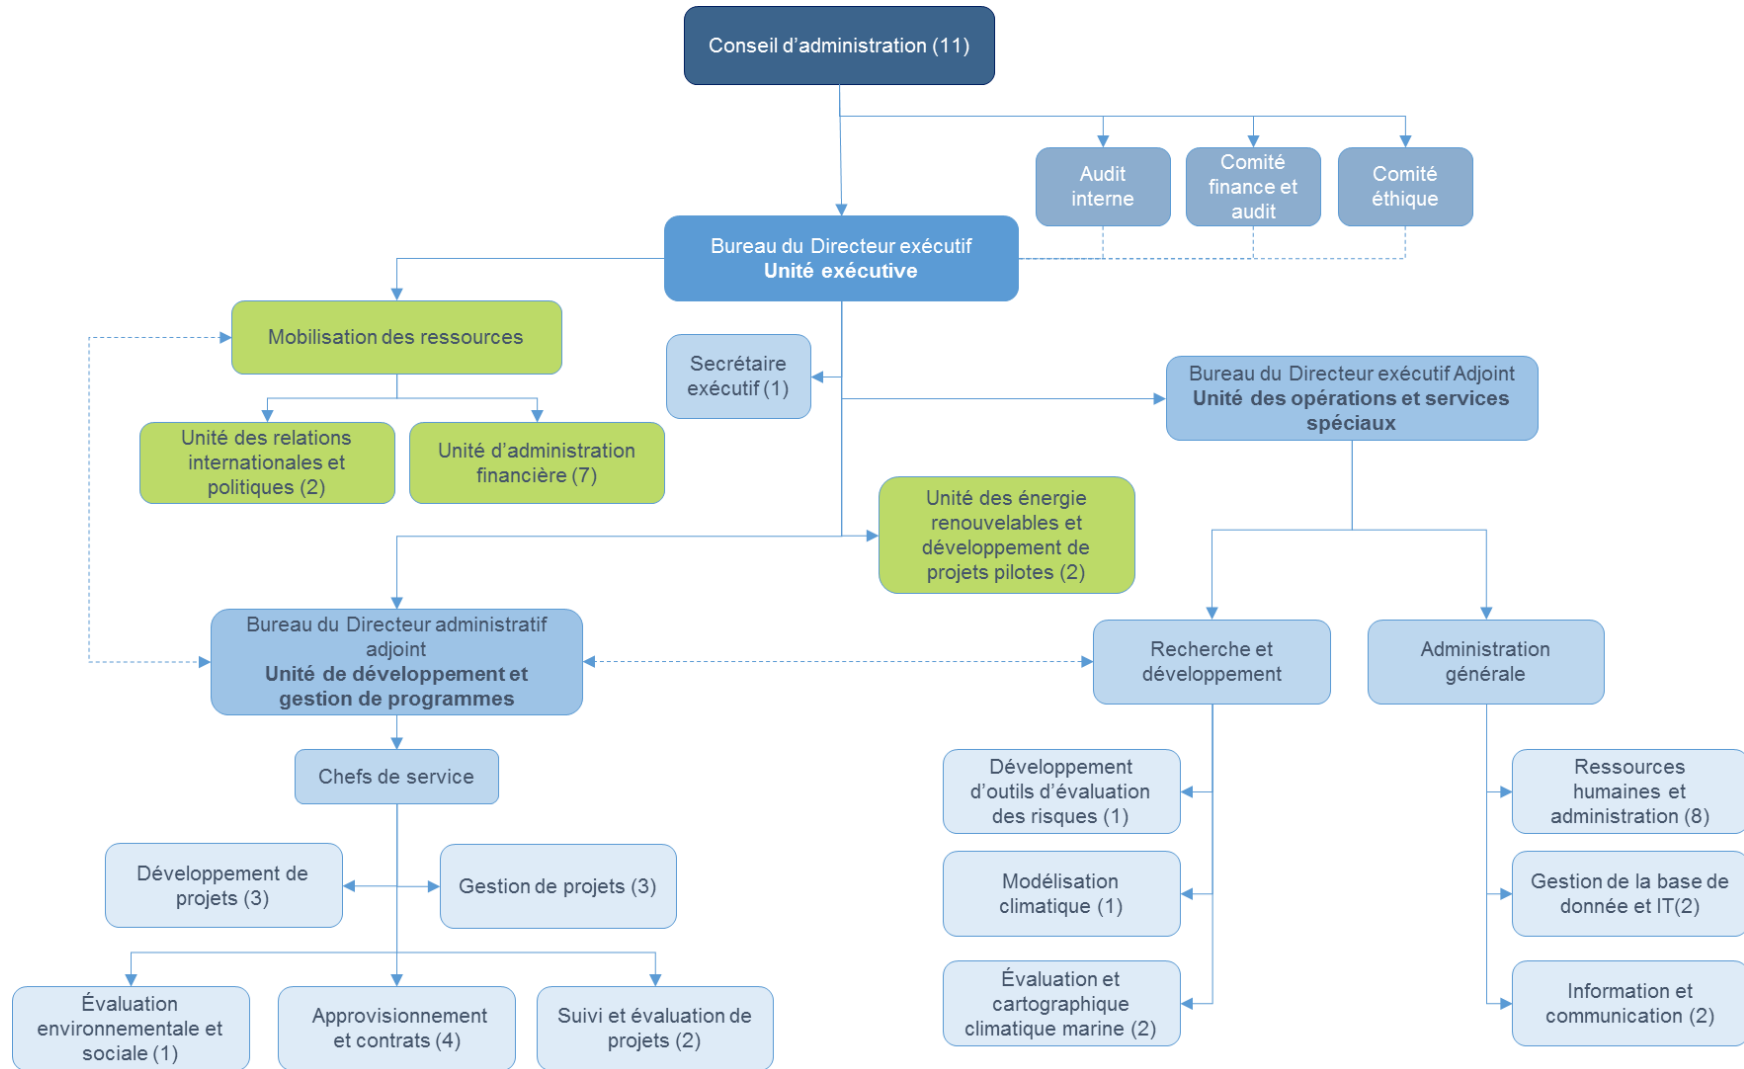 Conseil d’administration (11)
Audit
interne
Comité
finance et
audit
Comité
éthique
Bureau du Directeur exécutif
Unité exécutive
Mobilisation des ressources
Secrétaire
exécutif (1)
Bureau du Directeur exécutif Adjoint
Unité des opérations et services
spéciaux
Unité des relations
internationales et
politiques (2)
Unité d’administration
financière (7)
Unité des énergie
renouvelables et
développement de
projets pilotes (2)
Bureau du Directeur administratif
adjoint
Unité de développement et
gestion de programmes
Recherche et
développement
Administration
générale
Chefs de service
Développement
d’outils d’évaluation
des risques (1)
Ressources
humaines et
administration (8)
Développement de
projets (3)
Gestion de projets (3)
Modélisation
climatique (1)
Gestion de la base de
donnée et IT(2)
Évaluation
environnementale et
sociale (1)
Approvisionnement
et contrats (4)
Suivi et évaluation de
projets (2)
Évaluation et
cartographique
climatique marine (2)
Information et
communication (2)